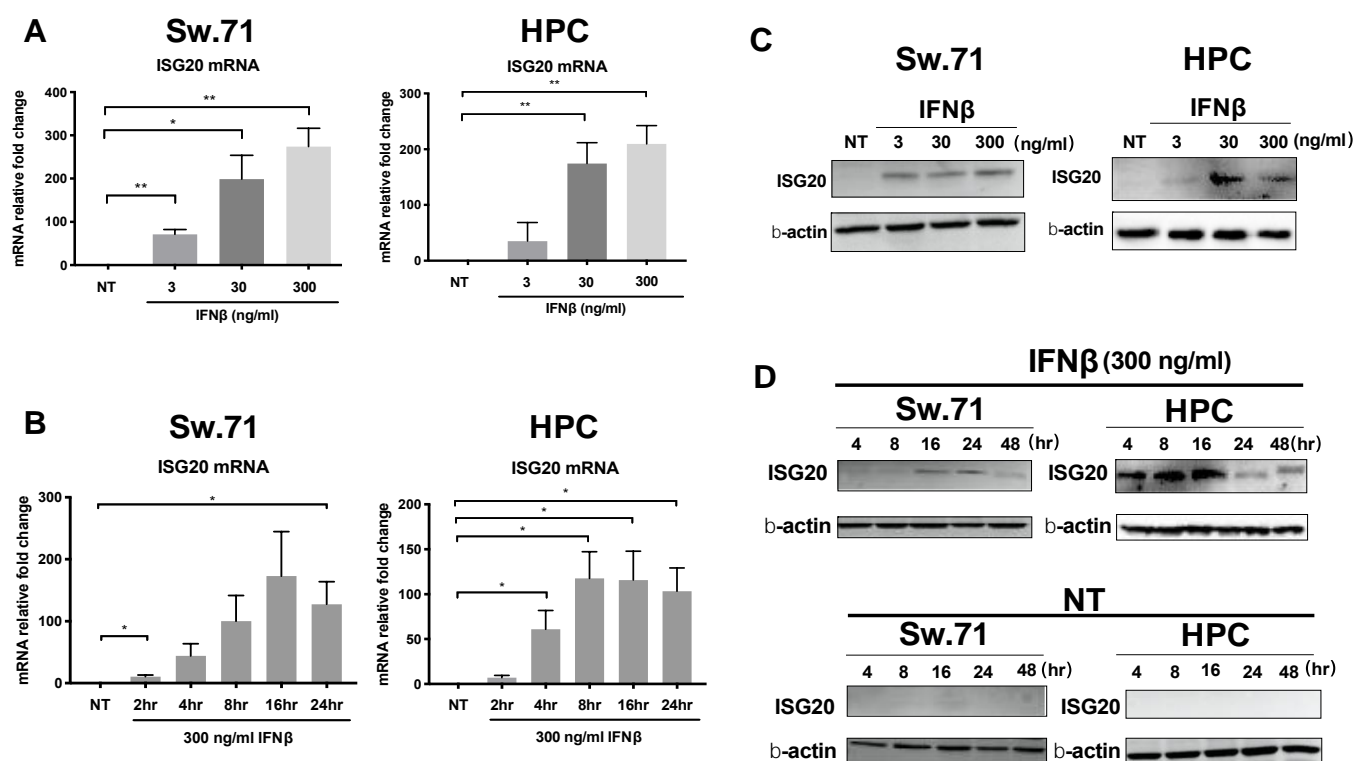 A
Sw.71
ISG20 mRNA
mRNA relative fold change
400
300
200
100
0
**
*
**
NT 3 30 300
IFNβ (ng/ml)
HPC
ISG20 mRNA
mRNA relative fold change
300
200
100
0
**
**
NT 3 30 300
IFNβ (ng/ml)
B
Sw.71
ISG20 mRNA
mRNA relative fold change
300
200
100
0
*
*
NT 2hr 4hr 8hr 16hr 24hr
300 ng/ml IFNβ
HPC
ISG20 mRNA
mRNA relative fold change
200
150
100
50
0
*
*
*
*
NT 2hr 4hr 8hr 16hr 24hr
300 ng/ml IFNβ
C
Sw.71
IFNβ
NT 3 30 300 (ng/ml)
ISG20
b-actin
HPC
IFNβ
NT 3 30 300 (ng/ml)
ISG20
b-actin
D
IFNβ (300 ng/ml)
Sw.71
4 8 16 24 48 (hr)
ISG20
b-actin
HPC
4 8 16 24 48(hr)
ISG20
b-actin
NT
Sw.71
4 8 16 24 48 (hr)
ISG20
b-actin
HPC
4 8 16 24 48 (hr)
ISG20
b-actin